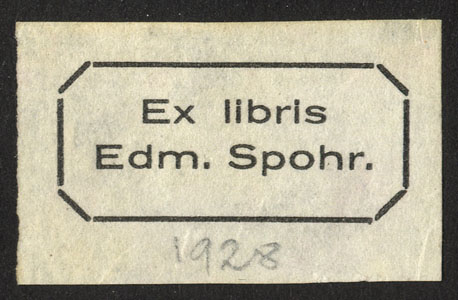 Ex libris
Edm. Spohr.
1928